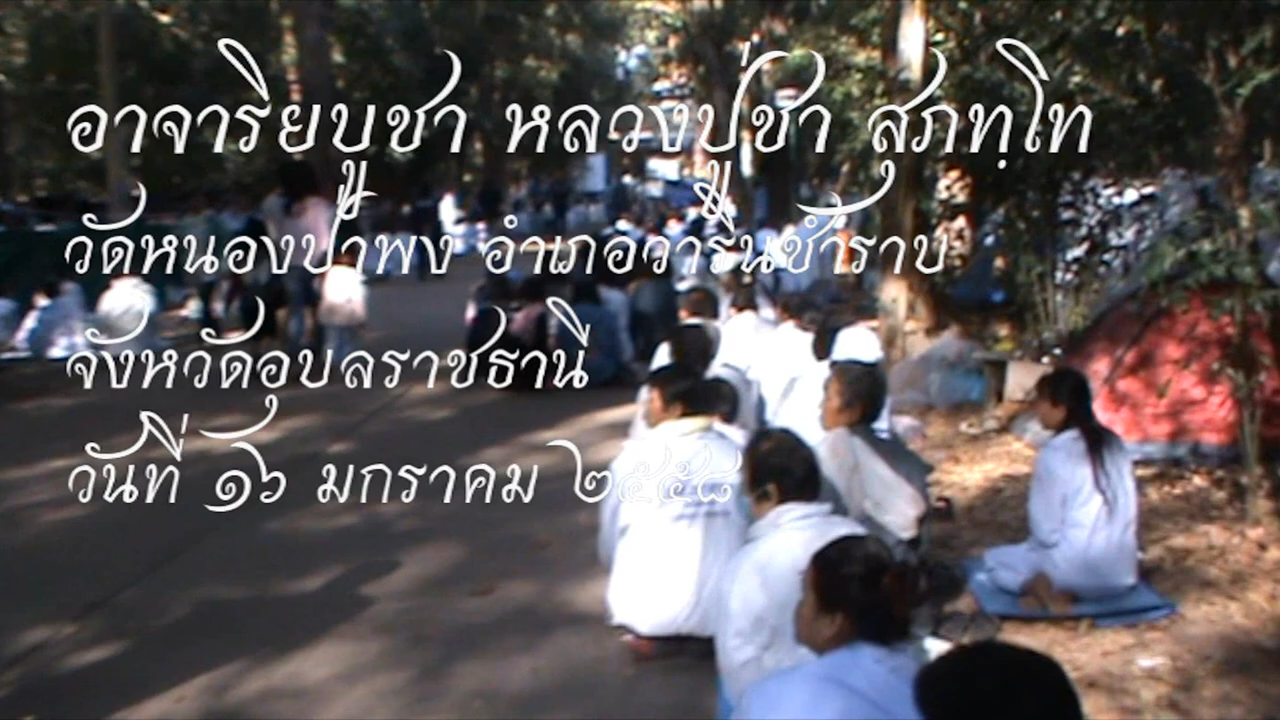 อาจาริยบูชา หลวงปู่ชา สุภทฺโท
วัดหนองป่าพง อำเภอวารินชำราบ
จังหวัดอุบลราชธานี
วันที่ ๑๖ มกราคม ๒๕๕๘